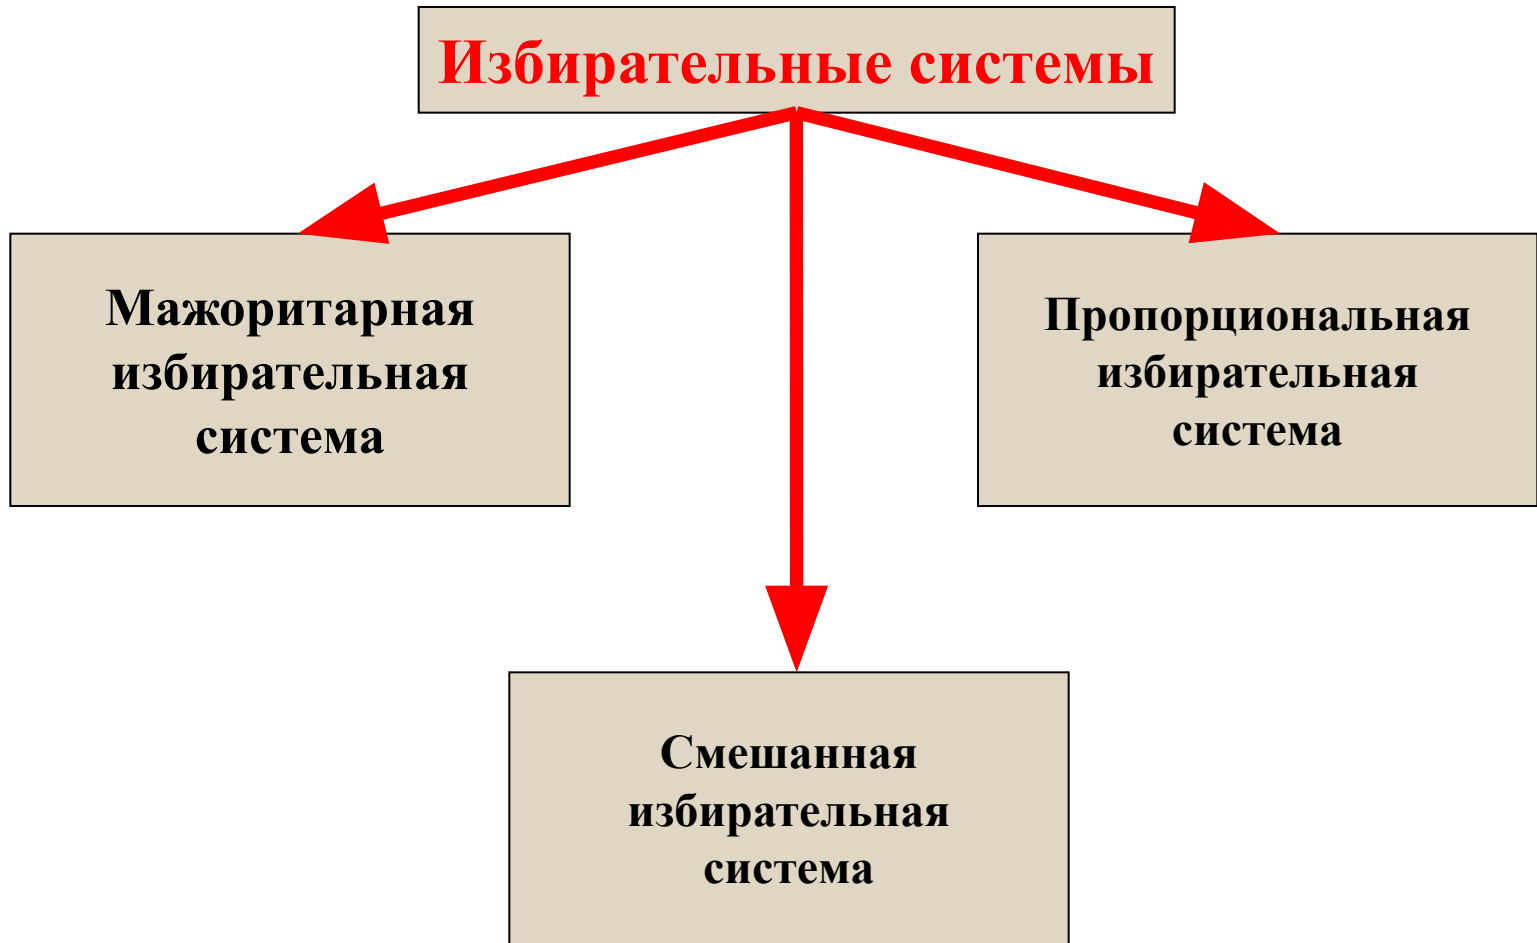 Избирательные системы
Мажоритарная
избирательная
система
Пропорциональная
избирательная
система
Смешанная
избирательная
система